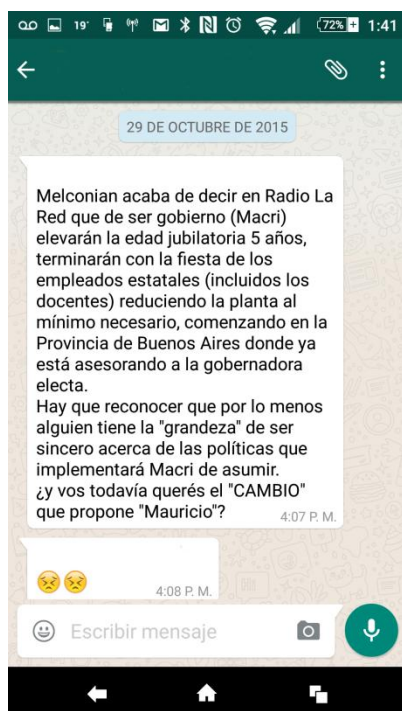 19°
72%
1:41
29 DE OCTUBRE DE 2015
Melconian acaba de decir en Radio La
Red que de ser gobierno (Macri)
elevarán la edad jubilatoria 5 años,
terminarán con la fiesta de los
empleados estatales (incluidos los
docentes) reduciendo la planta al
mínimo necesario, comenzando en la
Provincia de Buenos Aires donde ya
está asesorando a la gobernadora
electa.
Hay que reconocer que por lo menos
alguien tiene la "grandeza" de ser
sincero acerca de las políticas que
implementará Macri de asumir.
¿y vos todavía querés el "CAMBIO"
que propone "Mauricio"?
4:07 P. M.
4:08 P. M.
Escribir mensaje